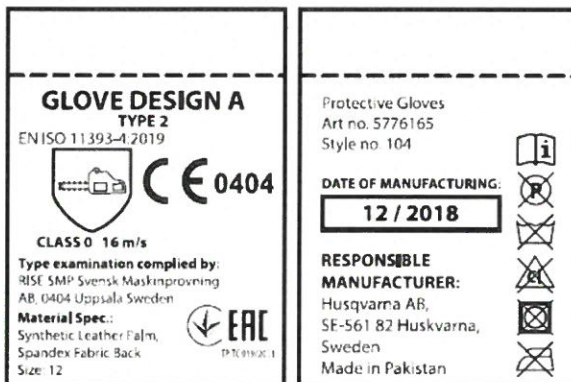 GLOVE DESIGN A
TYPE 2
EN ISO 11393-4:2019
CE 0404
CLASS 0 16 m/s
Type examination complied by:
RISE SMP Svensk Maskinprovning
AB, 0404 Uppsala Sweden
Material Spec.:
Synthetic Leather Palm,
Spandex Fabric Back
Size: 12
EAC
Protective Gloves
Art no. 5776165
Style no. 104
DATE OF MANUFACTURING:
12 / 2018
RESPONSIBLE
MANUFACTURER:
Husqvarna AB,
SE-561 82 Huskvarna,
Sweden
Made in Pakistan
i
P